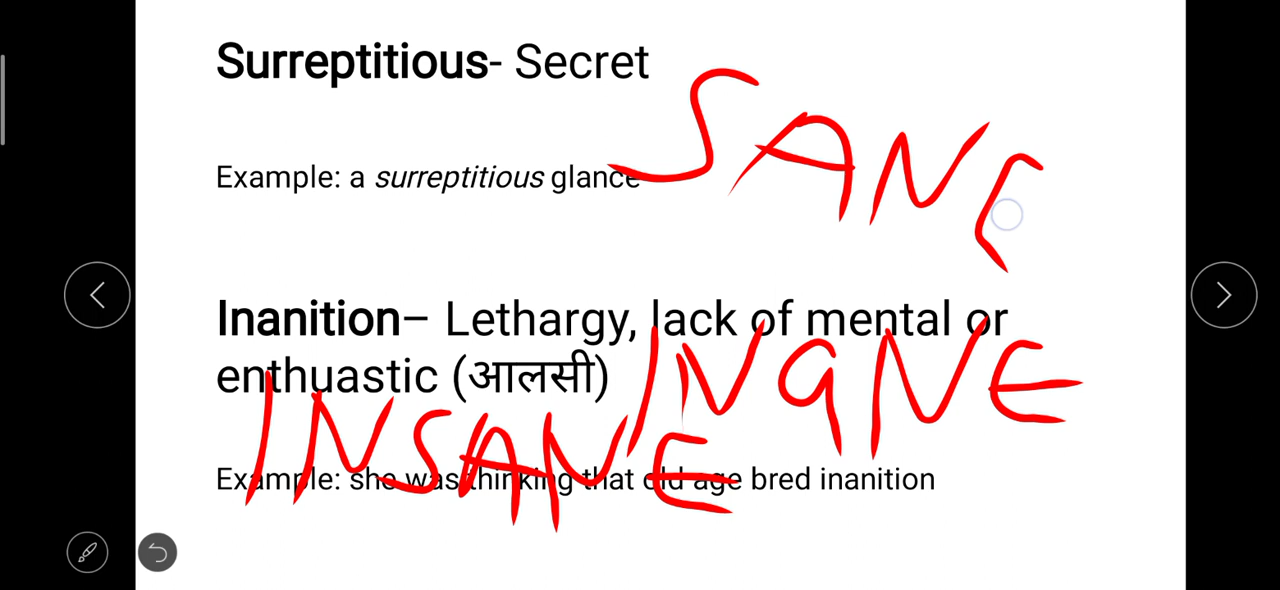 Surreptitious- Secret
SANE
Example: a surreptitious glance
Inanition– Lethargy, lack of mental or
enthuastic (आलसी)
INANE
INSANE
Example: she was thinking that old age bred inanition